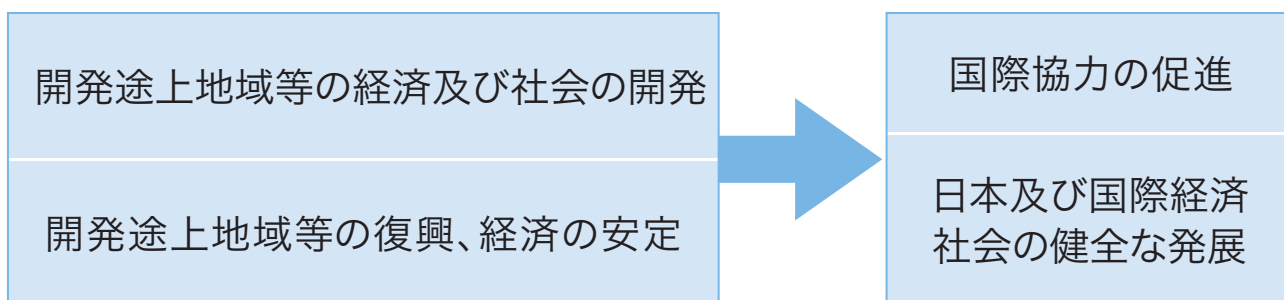 開発途上地域等の経済及び社会の開発
開発途上地域等の復興、経済の安定
国際協力の促進
日本及び国際経済
社会の健全な発展